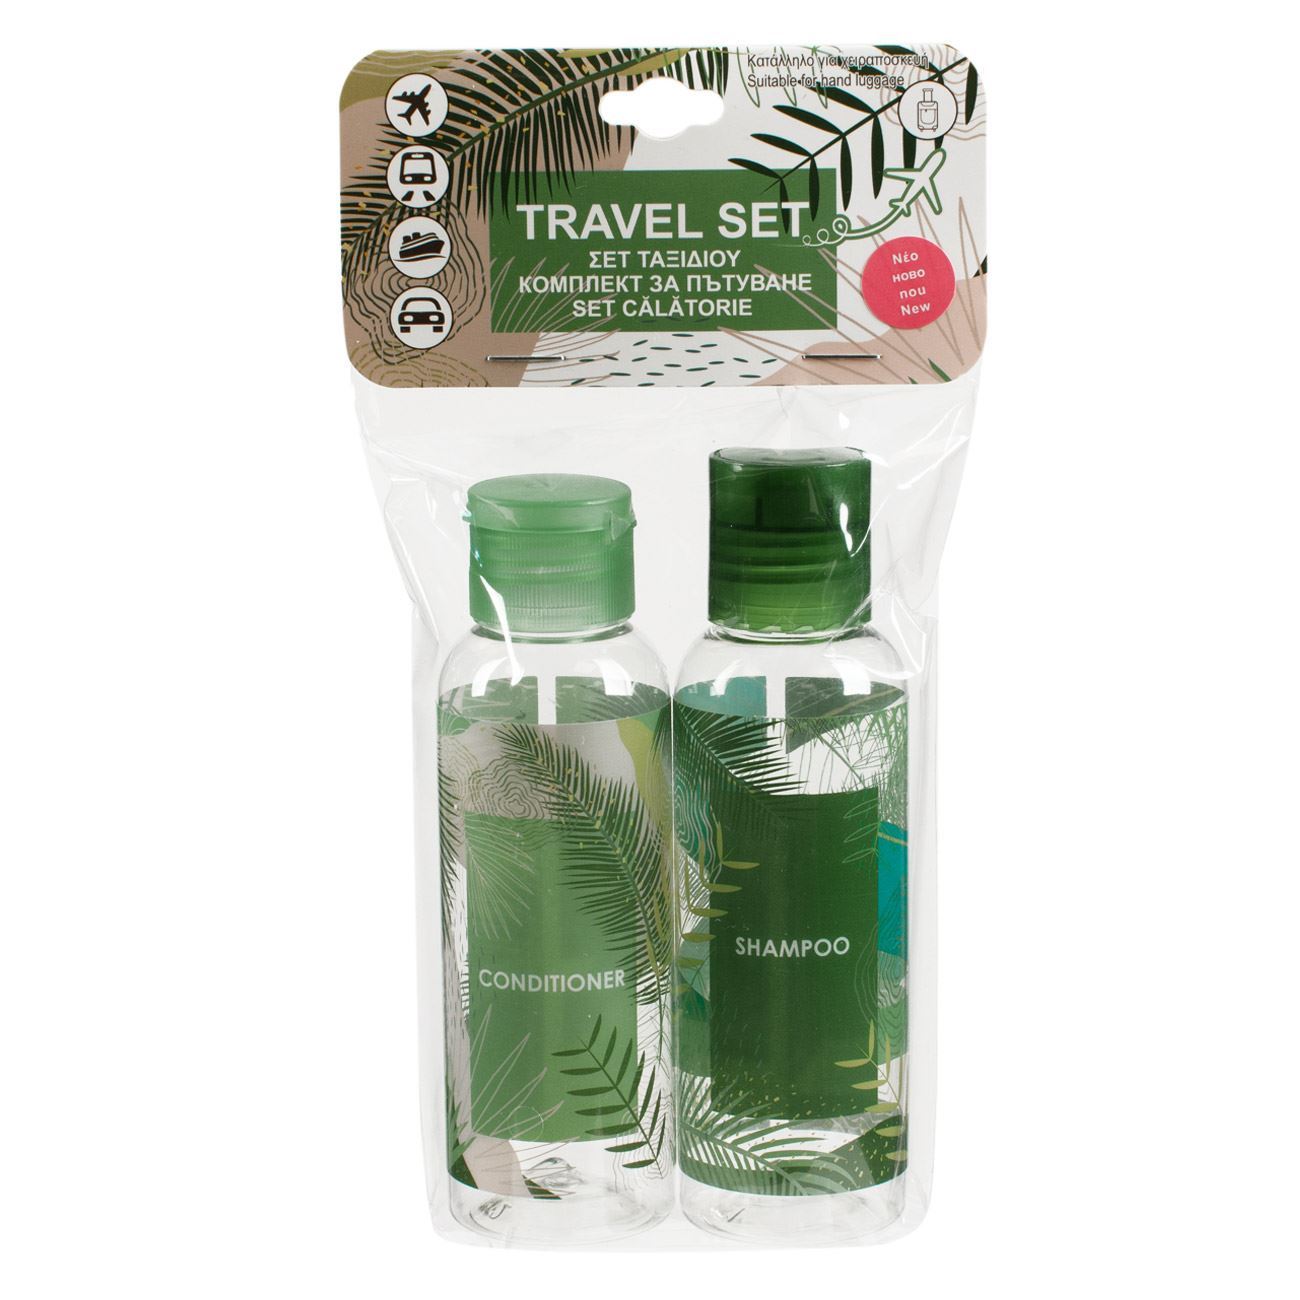 Κατάλληλο για χειραποσκευή
Suitable for hand luggage
TRAVEL SET
ΣΕΤ ΤΑΞΙΔΙΟΥ
КОМПЛЕКТ ЗА ПЪТУВАНЕ
SET CĂLĂTORIE
Νέο
ново
nou
New
CONDITIONER
SHAMPOO